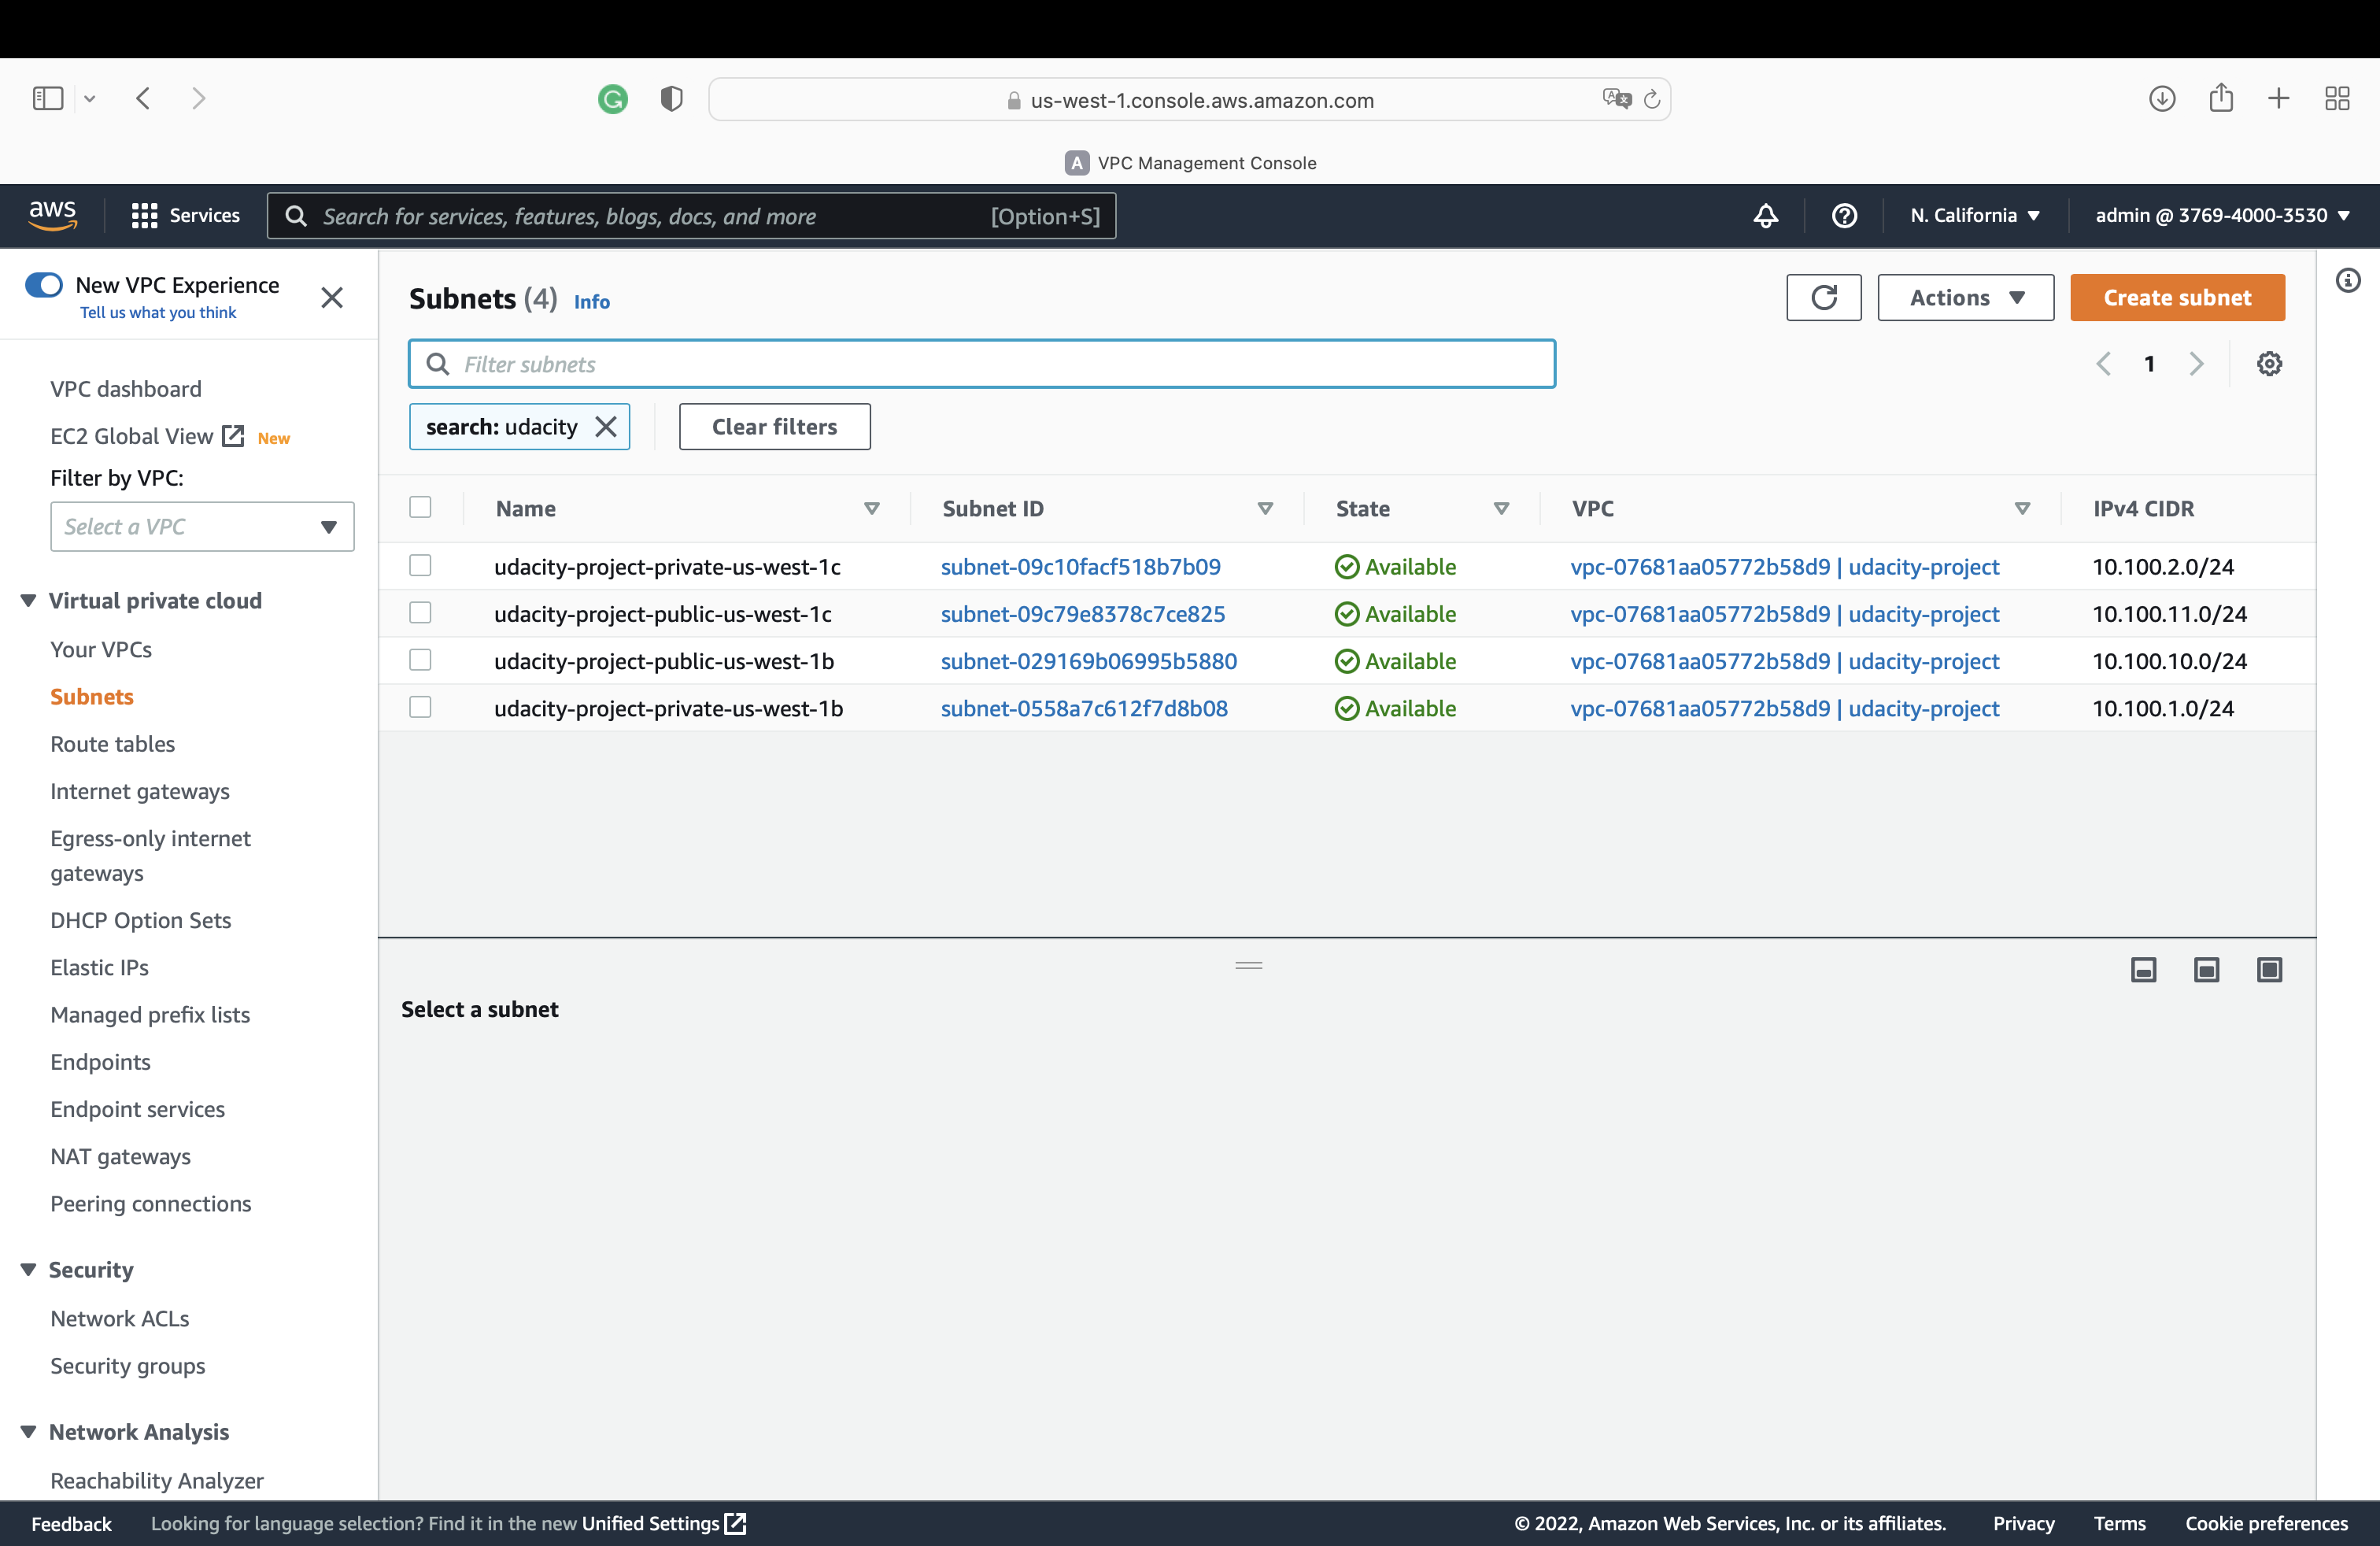 us-west-1.console.aws.amazon.com
A VPC Management Console
aws Services Search for services, features, blogs, docs, and more [Option+S] N. California admin @ 3769-4000-3530
New VPC Experience
Tell us what you think
VPC dashboard
EC2 Global View New
Filter by VPC:
Select a VPC
Virtual private cloud
Your VPCs
Subnets
Route tables
Internet gateways
Egress-only internet
gateways
DHCP Option Sets
Elastic IPs
Managed prefix lists
Endpoints
Endpoint services
NAT gateways
Peering connections
Security
Network ACLs
Security groups
Network Analysis
Reachability Analyzer
Subnets (4) Info
Actions Create subnet
Filter subnets
1
search: udacity Clear filters
Name Subnet ID State VPC IPv4 CIDR
udacity-project-private-us-west-1c subnet-09c10facf518b7b09 Available vpc-07681aa05772b58d9 | udacity-project 10.100.2.0/24
udacity-project-public-us-west-1c subnet-09c79e8378c7ce825 Available vpc-07681aa05772b58d9 | udacity-project 10.100.11.0/24
udacity-project-public-us-west-1b subnet-029169b06995b5880 Available vpc-07681aa05772b58d9 | udacity-project 10.100.10.0/24
udacity-project-private-us-west-1b subnet-0558a7c612f7d8b08 Available vpc-07681aa05772b58d9 | udacity-project 10.100.1.0/24
Select a subnet
Feedback Looking for language selection? Find it in the new Unified Settings © 2022, Amazon Web Services, Inc. or its affiliates. Privacy Terms Cookie preferences